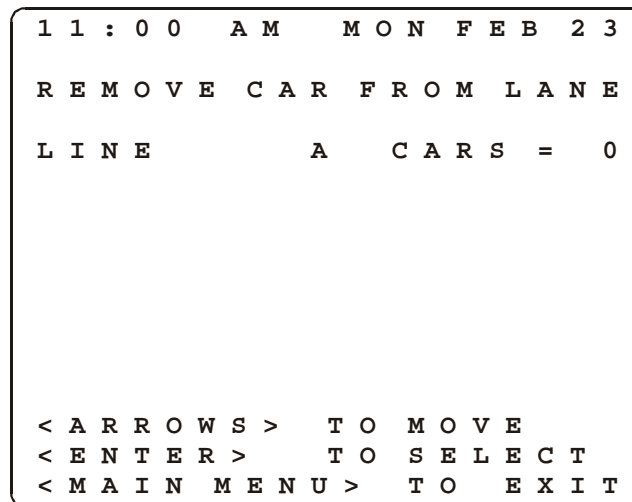 11:00 AM MON FEB 23
REMOVE CAR FROM LANE
LINE A CARS = 0
<ARROWS> TO MOVE
<ENTER> TO SELECT
<MAIN MENU> TO EXIT